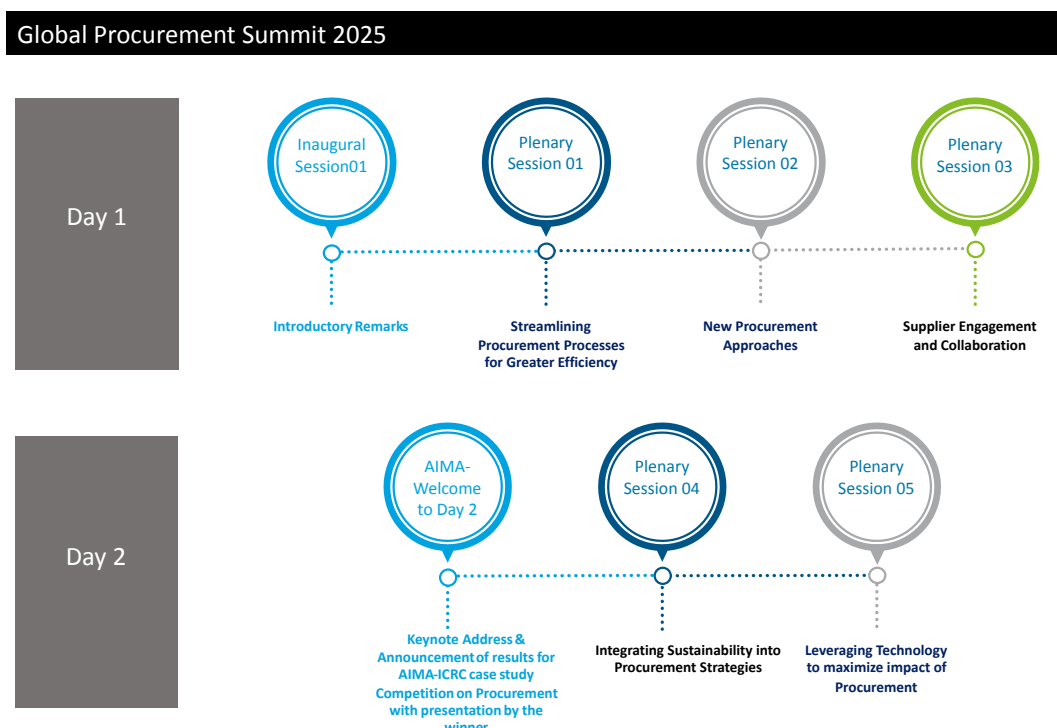 Global Procurement Summit 2025
Day 1
Inaugural
Session01
Plenary
Session 01
Plenary
Session 02
Plenary
Session 03
Introductory Remarks
Streamlining
Procurement Processes
for Greater Efficiency
New Procurement
Approaches
Supplier Engagement
and Collaboration
Day 2
AIMA-
Welcome
to Day 2
Plenary
Session 04
Plenary
Session 05
Keynote Address &
Announcement of results for
AIMA-ICRC case study
Competition on Procurement
with presentation by the
winner
Integrating Sustainability into
Procurement Strategies
Leveraging Technology
to maximize impact of
Procurement